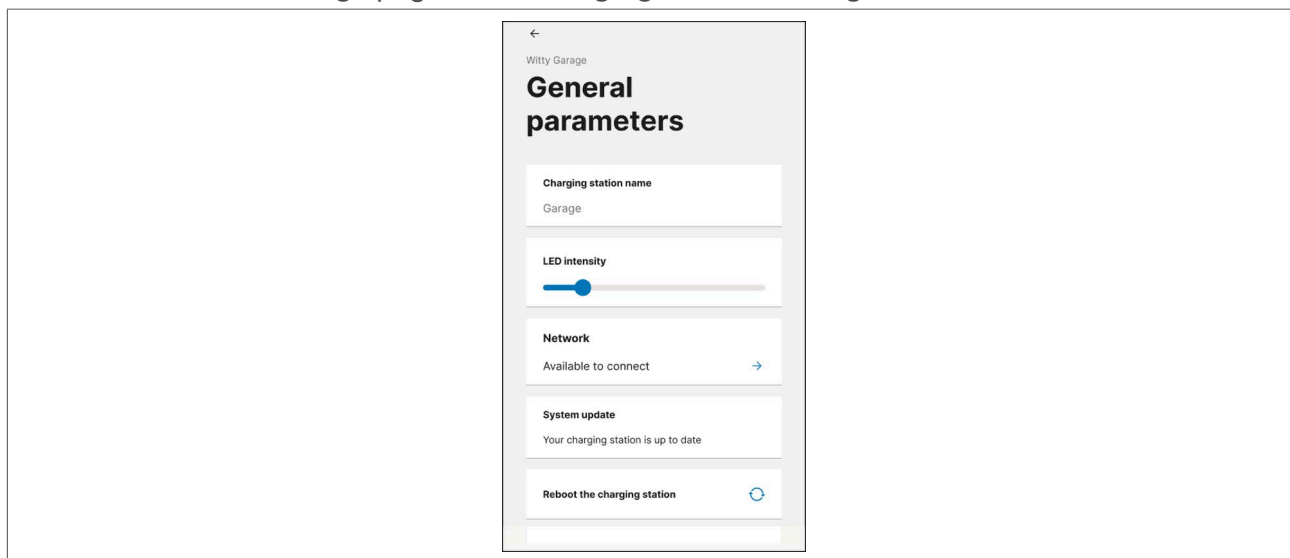 ←
Witty Garage
General
parameters
Charging station name
Garage
LED intensity
Network
Available to connect →
System update
Your charging station is up to date
Reboot the charging station